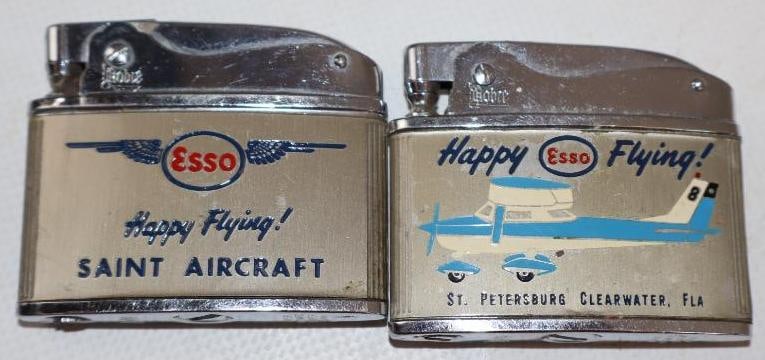 Esso
Happy Flying!
SAINT AIRCRAFT
Happy Esso Flying!
8
ST. PETERSBURG CLEARWATER, FLA